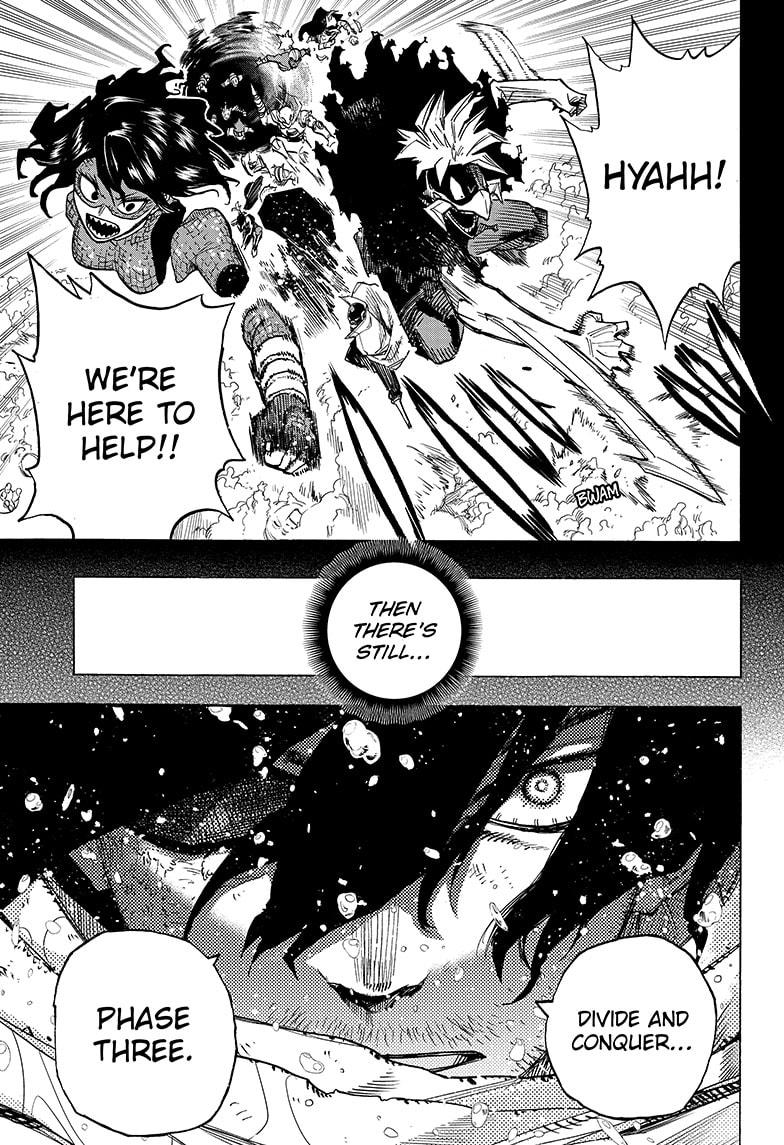 HYAHH!
WE'RE
HERE TO
HELP!!
BWAM
THEN
THERE'S
STILL...
DIVIDE AND
CONQUER...
PHASE
THREE.